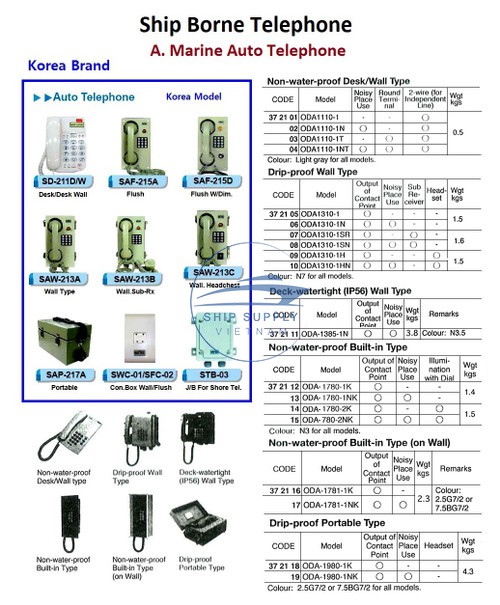 Ship Borne Telephone
A. Marine Auto Telephone
Korea Brand
▶▶Auto Telephone Korea Model
SD-211D/W SAF-215A SAF-215D
Desk/Desk Wall Flush Flush W/Dim.
SAW-213A SAW-213B SAW-213C
Wall Type Wall.Sub-Rx Wall. Headchest
SAP-217A SWC-01/SFC-02 STB-03
Portable Con.Box Wall/Flush J/B For Shore Tel.
Non-water-proof Desk/Wall type
Drip-proof Wall Type
Deck-watertight (IP56) Wall Type
Non-water-proof Built-in Type
Non-water-proof Built-in Type (on Wall)
Drip-proof Portable Type
SHIP SUPPLY
VIETNAM
Non-water-proof Desk/Wall Type
CODE Model Noisy Place Use Round Terminal 2-wire (for Independent Line) Wgt kgs
37 21 01 ODA1110-1 - - ○ 0.5
02 ODA1110-1N ○ - ○
03 ODA1110-1T - ○ ○
04 ODA1110-1NT ○ ○ ○
Colour: Light gray for all models.
Drip-proof Wall Type
CODE Model Output of Contact Point Noisy Place Use Sub Re-ceiver Head-set Wgt kgs
37 21 05 ODA1310-1 ○ - - - 1.5
06 ODA1310-1N ○ ○ - -
07 ODA1310-1SR ○ - ○ - 1.6
08 ODA1310-1SN ○ ○ ○ -
09 ODA1310-1H ○ - - ○ 1.5
10 ODA1310-1HN ○ ○ - ○
Colour: N7 for all models.
Deck-watertight (IP56) Wall Type
CODE Model Output of Contact Point Noisy Place Use Wgt kgs Remarks
37 21 11 ODA-1385-1N ○ ○ 3.8 Colour: N3.5
Non-water-proof Built-in Type
CODE Model Output of Contact Point Noisy Place Use Illumi-nation with Dial Wgt kgs
37 21 12 ODA- 1780-1K ○ - - 1.4
13 ODA- 1780-1NK ○ ○ -
14 ODA- 1780-2K ○ - ○ 1.5
15 ODA- 780-2NK ○ ○ ○
Colour: N3 for all models.
Non-water-proof Built-in Type (on Wall)
CODE Model Output of Contact Point Noisy Place Use Wgt kgs Remarks
37 21 16 ODA-1781-1K ○ - 2.3 Colour: 2.5G7/2 or 7.5BG7/2
17 ODA-1781-1NK ○ ○
Drip-proof Portable Type
CODE Model Output of Contact Point Noisy Place Use Headset Wgt kgs
37 21 18 ODA-1980-1K ○ - - 4.3
19 ODA-1980-1NK ○ ○ -
Colour: 2.5G7/2 or 7.5BG7/2 for all models.